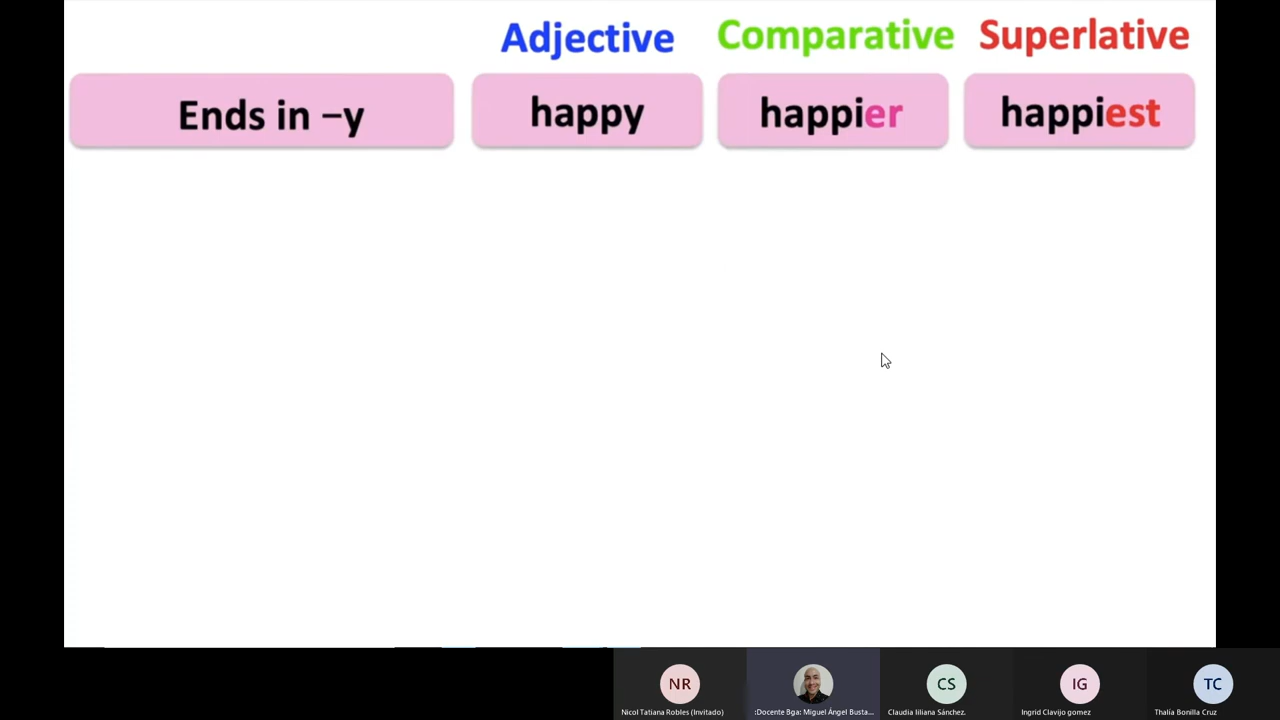 Adjective Comparative Superlative
Ends in –y happy happier happiest
NR CS IG TC
Nicol Tatiana Robles (Invitado) :Docente Bga: Miguel Ángel Busta... Claudia liliana Sánchez. Ingrid Clavijo gomez Thalía Bonilla Cruz